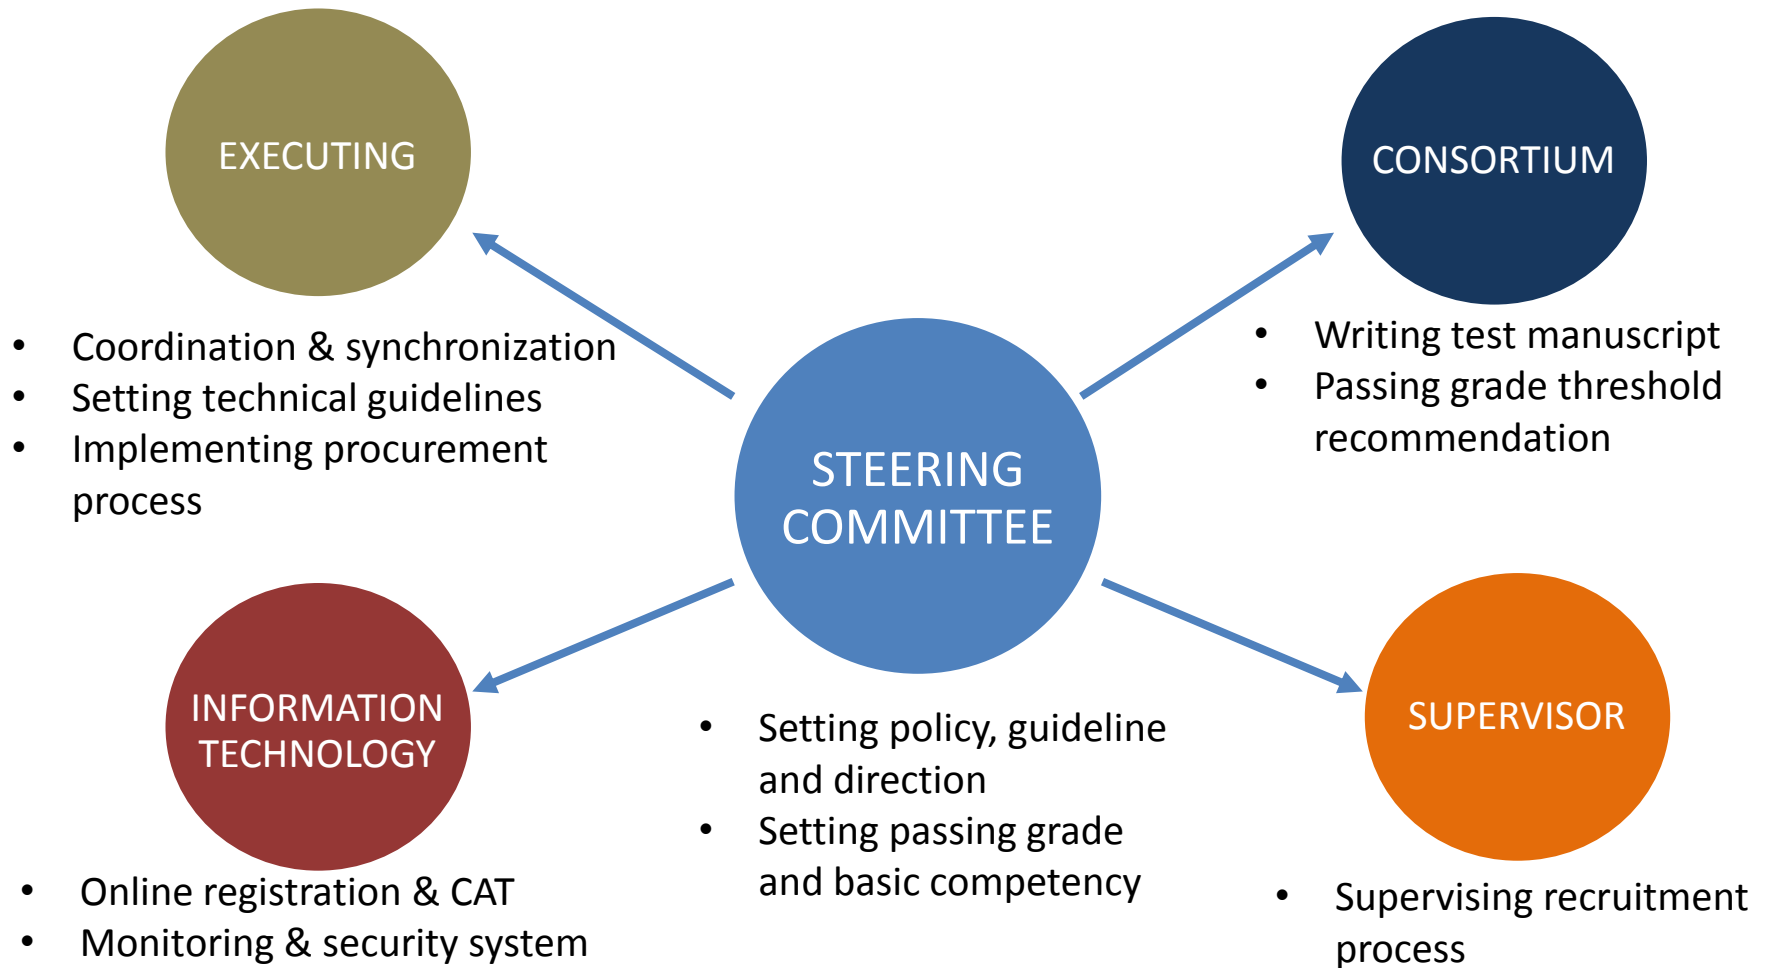 EXECUTING
• Coordination & synchronization
• Setting technical guidelines
• Implementing procurement
process
CONSORTIUM
• Writing test manuscript
• Passing grade threshold
recommendation
STEERING
COMMITTEE
• Setting policy, guideline
and direction
• Setting passing grade
and basic competency
INFORMATION
TECHNOLOGY
• Online registration & CAT
• Monitoring & security system
SUPERVISOR
• Supervising recruitment
process